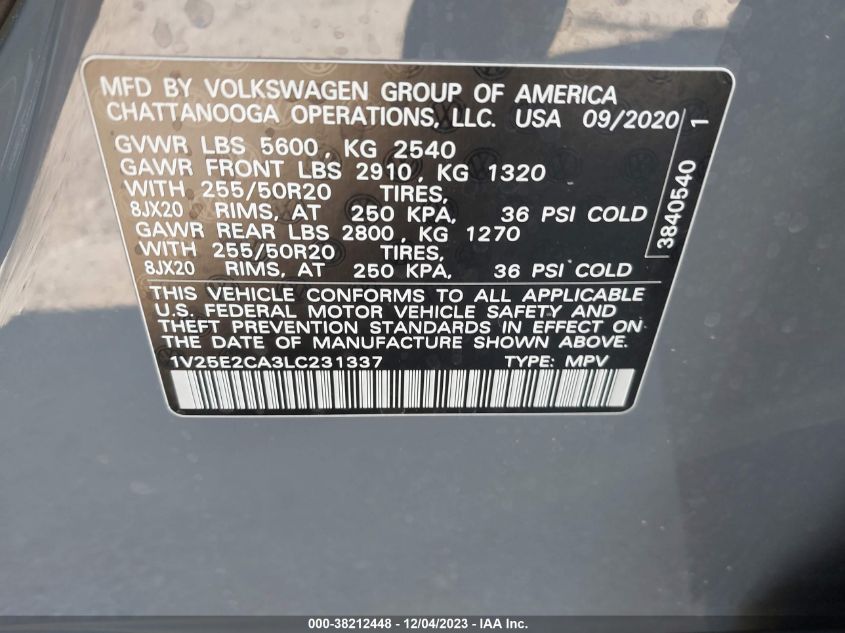 MFD BY VOLKSWAGEN GROUP OF AMERICA
CHATTANOOGA OPERATIONS, LLC. USA 09/2020
GVWR LBS 5600, KG 2540
GAWR FRONT LBS 2910, KG 1320
WITH 255/50R20 TIRES,
8JX20 RIMS, AT 250 KPA, 36 PSI COLD
GAWR REAR LBS 2800, KG 1270
WITH 255/50R20 TIRES,
8JX20 RIMS, AT 250 KPA, 36 PSI COLD
3840540 1
THIS VEHICLE CONFORMS TO ALL APPLICABLE
U.S. FEDERAL MOTOR VEHICLE SAFETY AND
THEFT PREVENTION STANDARDS IN EFFECT ON
THE DATE OF MANUFACTURE SHOWN ABOVE.
1V25E2CA3LC231337 TYPE: MPV
000-38212448 - 12/04/2023 - IAA Inc.